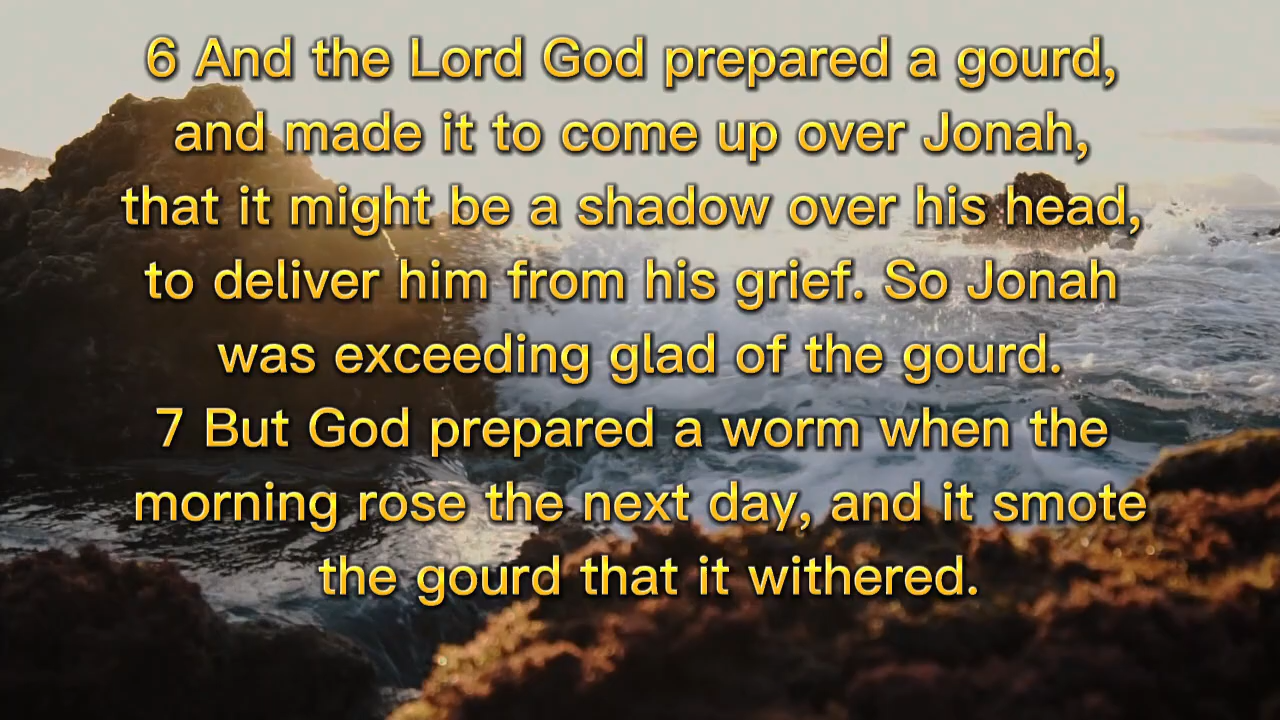 6 And the Lord God prepared a gourd,
and made it to come up over Jonah,
that it might be a shadow over his head,
to deliver him from his grief. So Jonah
was exceeding glad of the gourd.
7 But God prepared a worm when the
morning rose the next day, and it smote
the gourd that it withered.